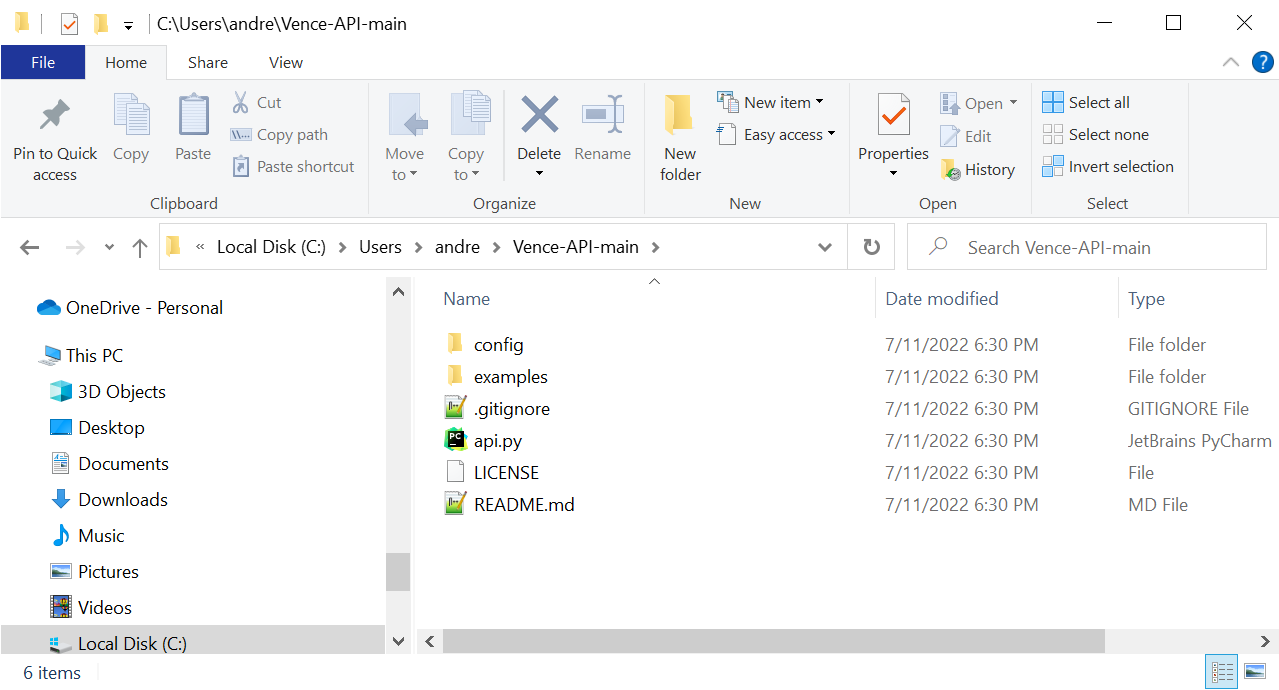 C:\Users\andre\Vence-API-main
File Home Share View
Pin to Quick access
Copy
Paste
Cut
Copy path
Paste shortcut
Clipboard
Move to
Copy to
Delete
Rename
Organize
New folder
New item
Easy access
New
Properties
Open
Edit
History
Open
Select all
Select none
Invert selection
Select
« Local Disk (C:) > Users > andre > Vence-API-main >
Search Vence-API-main
OneDrive - Personal
This PC
3D Objects
Desktop
Documents
Downloads
Music
Pictures
Videos
Local Disk (C:)
Name Date modified Type
config 7/11/2022 6:30 PM File folder
examples 7/11/2022 6:30 PM File folder
.gitignore 7/11/2022 6:30 PM GITIGNORE File
api.py 7/11/2022 6:30 PM JetBrains PyCharm
LICENSE 7/11/2022 6:30 PM File
README.md 7/11/2022 6:30 PM MD File
6 items